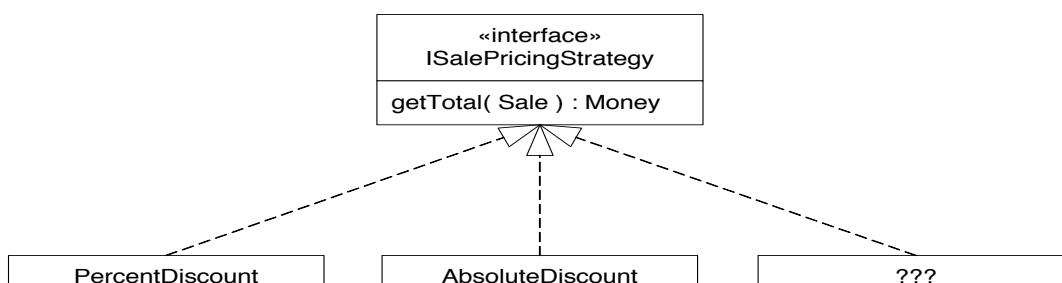 «interface»
ISalePricingStrategy
getTotal( Sale ) : Money
PercentDiscount
AbsoluteDiscount
???